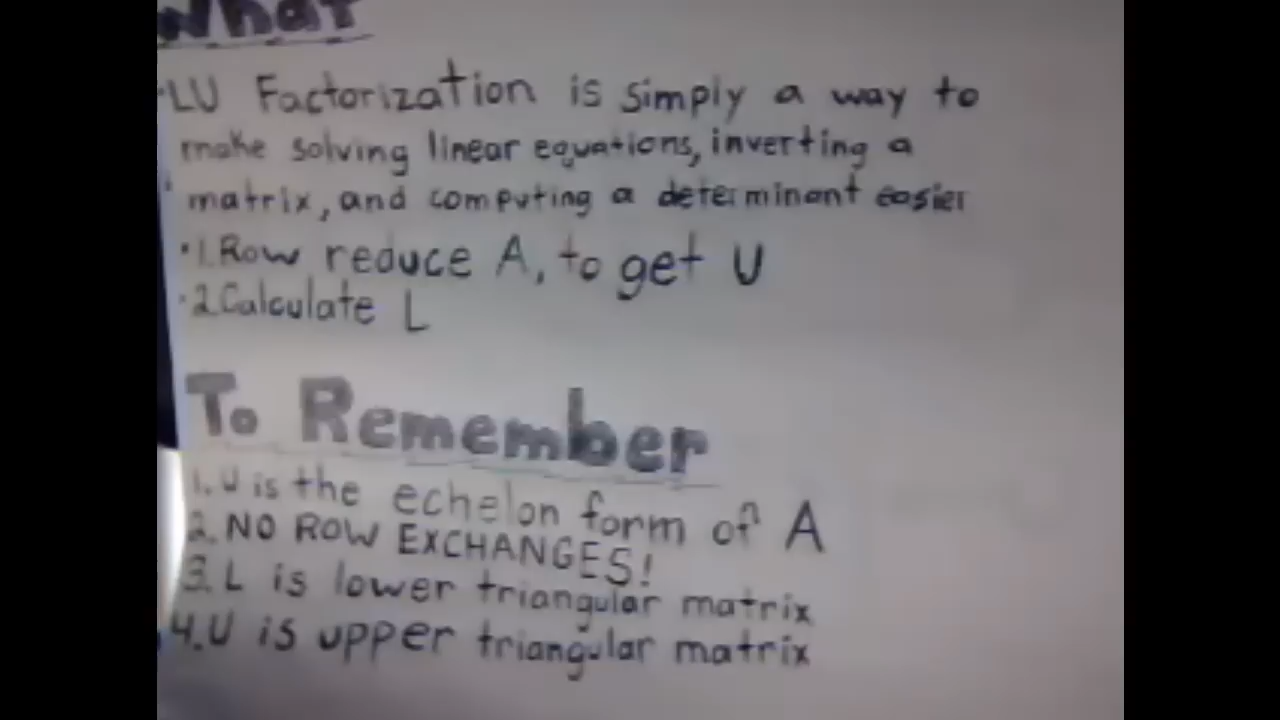 What
• LU Factorization is simply a way to
make solving linear equations, inverting a
matrix, and computing a determinant easier
• 1. Row reduce A, to get U
• 2. Calculate L
To Remember
1. U is the echelon form of A
2. NO ROW EXCHANGES!
3. L is lower triangular matrix
4. U is upper triangular matrix